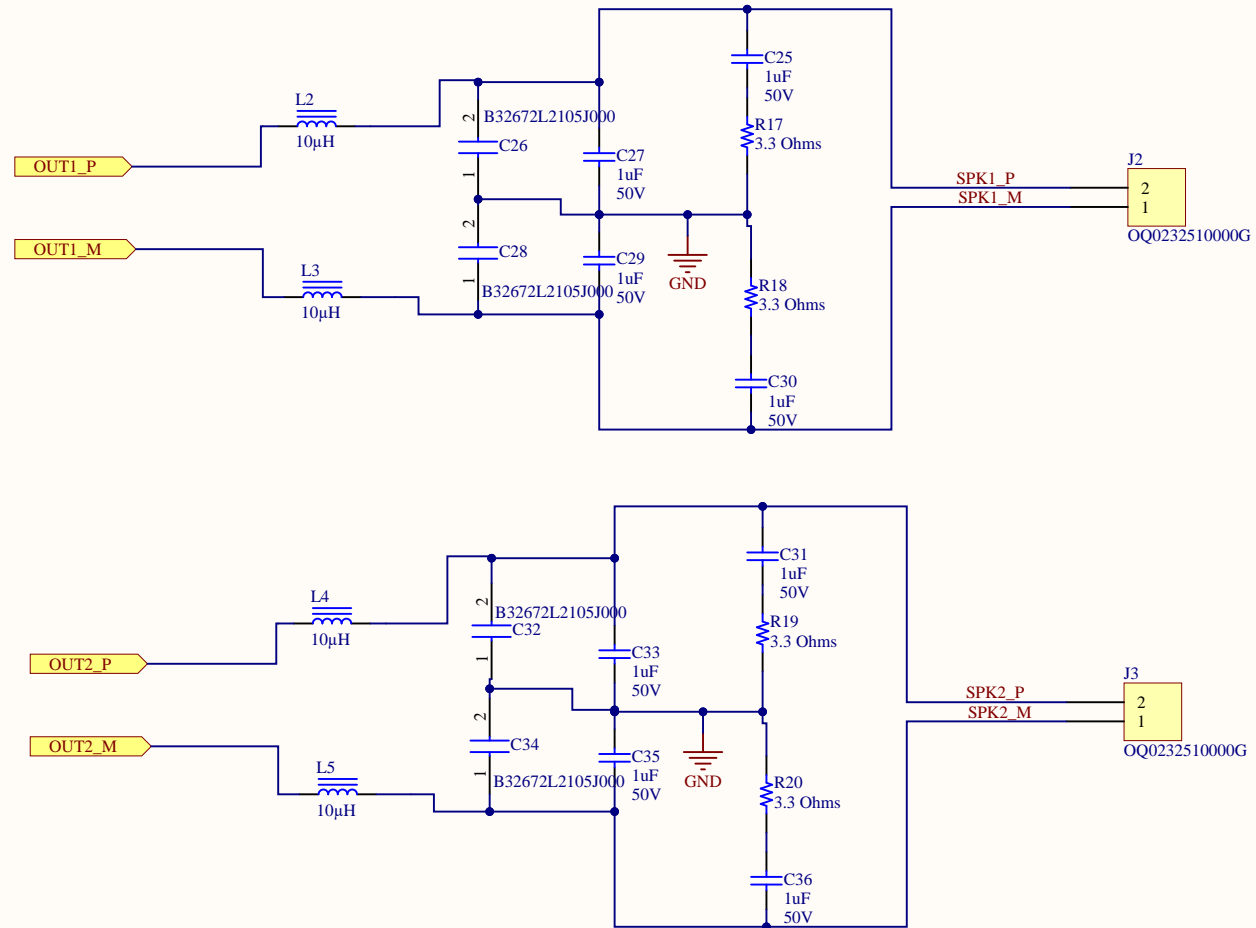 C25
1uF
50V
L2
10µH
2
B32672L2105J000
C26
1
R17
3.3 Ohms
C27
1uF
50V
OUT1_P
J2
SPK1_P
2
SPK1_M
1
OQ0232510000G
2
C28
1
B32672L2105J000
OUT1_M
L3
10µH
C29
1uF
50V
GND
R18
3.3 Ohms
C30
1uF
50V
C31
1uF
50V
L4
10µH
2
B32672L2105J000
C32
1
R19
3.3 Ohms
C33
1uF
50V
OUT2_P
J3
SPK2_P
2
SPK2_M
1
OQ0232510000G
2
C34
1
B32672L2105J000
OUT2_M
L5
10µH
C35
1uF
50V
GND
R20
3.3 Ohms
C36
1uF
50V